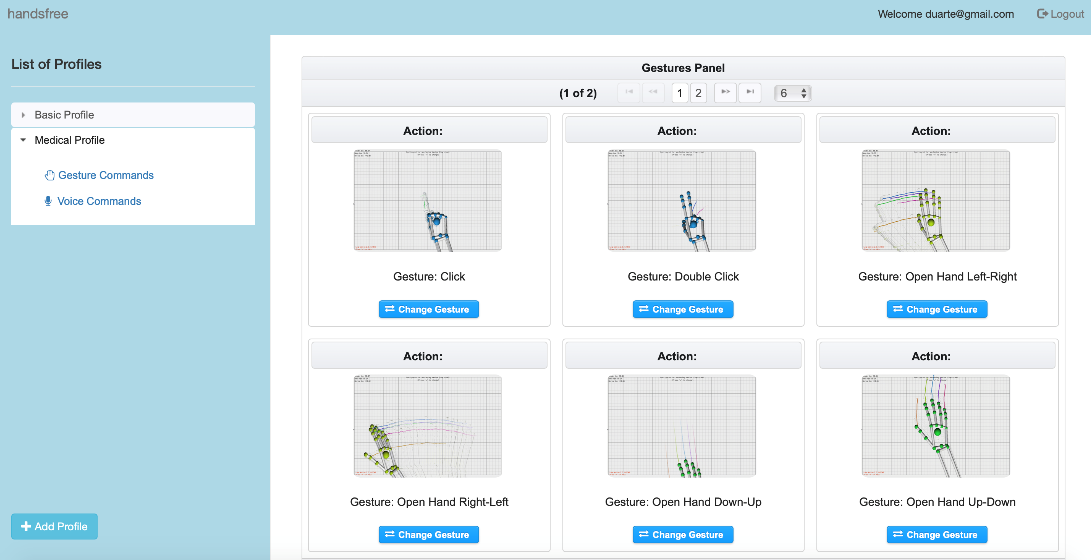 handsfree
Welcome duarte@gmail.com
Logout
List of Profiles
Basic Profile
Medical Profile
Gesture Commands
Voice Commands
Add Profile
Gestures Panel
(1 of 2)
1 2
6
Action: Action: Action:
Gesture: Click Gesture: Double Click Gesture: Open Hand Left-Right
Change Gesture Change Gesture Change Gesture
Action: Action: Action:
Gesture: Open Hand Right-Left Gesture: Open Hand Down-Up Gesture: Open Hand Up-Down
Change Gesture Change Gesture Change Gesture